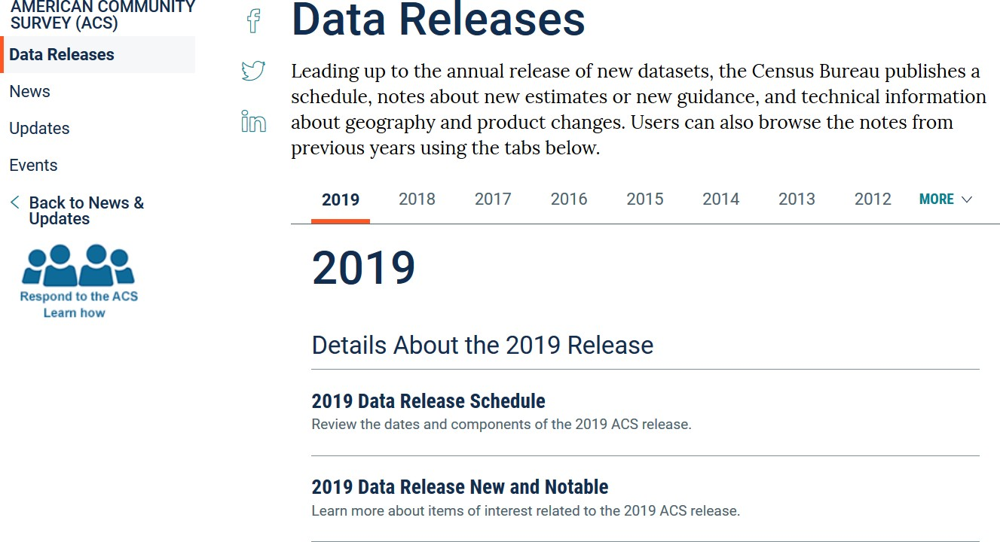 AMERICAN COMMUNITY
SURVEY (ACS)
Data Releases
News
Updates
Events
Back to News &
Updates
Respond to the ACS
Learn how
Data Releases
Leading up to the annual release of new datasets, the Census Bureau publishes a
schedule, notes about new estimates or new guidance, and technical information
about geography and product changes. Users can also browse the notes from
previous years using the tabs below.
2019 2018 2017 2016 2015 2014 2013 2012 MORE
2019
Details About the 2019 Release
2019 Data Release Schedule
Review the dates and components of the 2019 ACS release.
2019 Data Release New and Notable
Learn more about items of interest related to the 2019 ACS release.